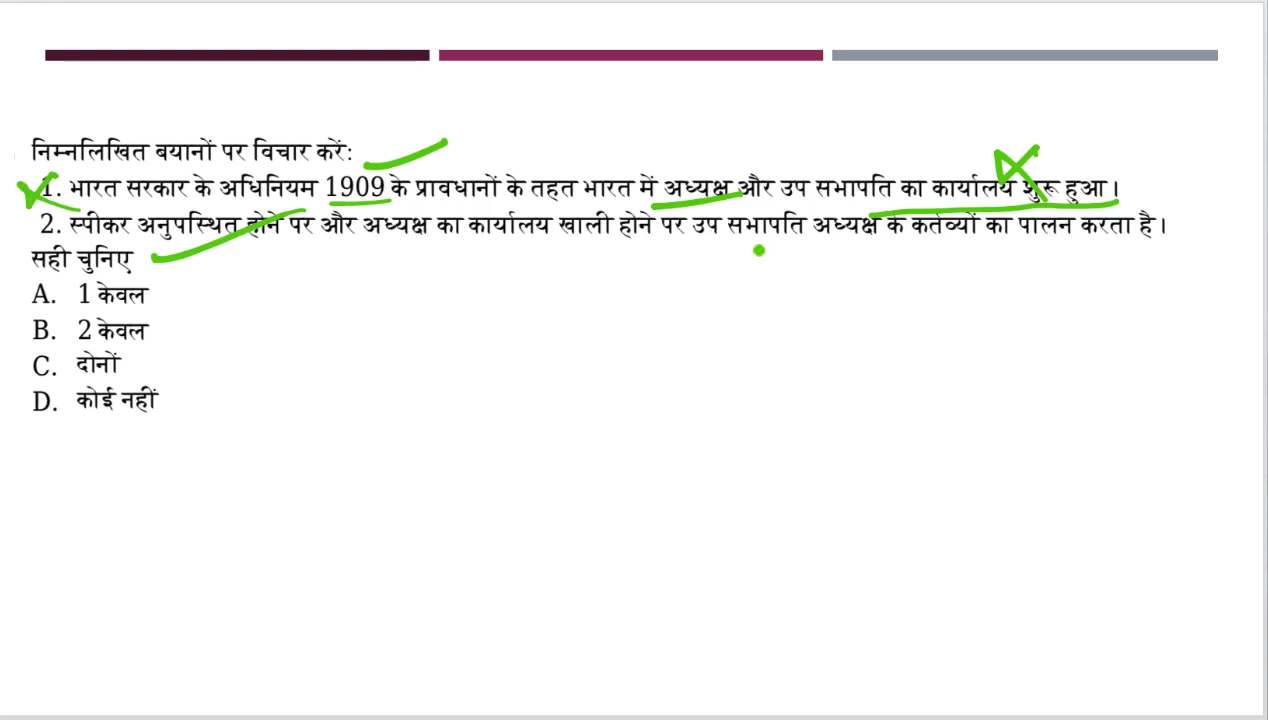 निम्नलिखित बयानों पर विचार करें:
1. भारत सरकार के अधिनियम 1909 के प्रावधानों के तहत भारत में अध्यक्ष और उप सभापति का कार्यालय शुरू हुआ।
2. स्पीकर अनुपस्थित होने पर और अध्यक्ष का कार्यालय खाली होने पर उप सभापति अध्यक्ष के कर्तव्यों का पालन करता है।
सही चुनिए
A. 1 केवल
B. 2 केवल
C. दोनों
D. कोई नहीं